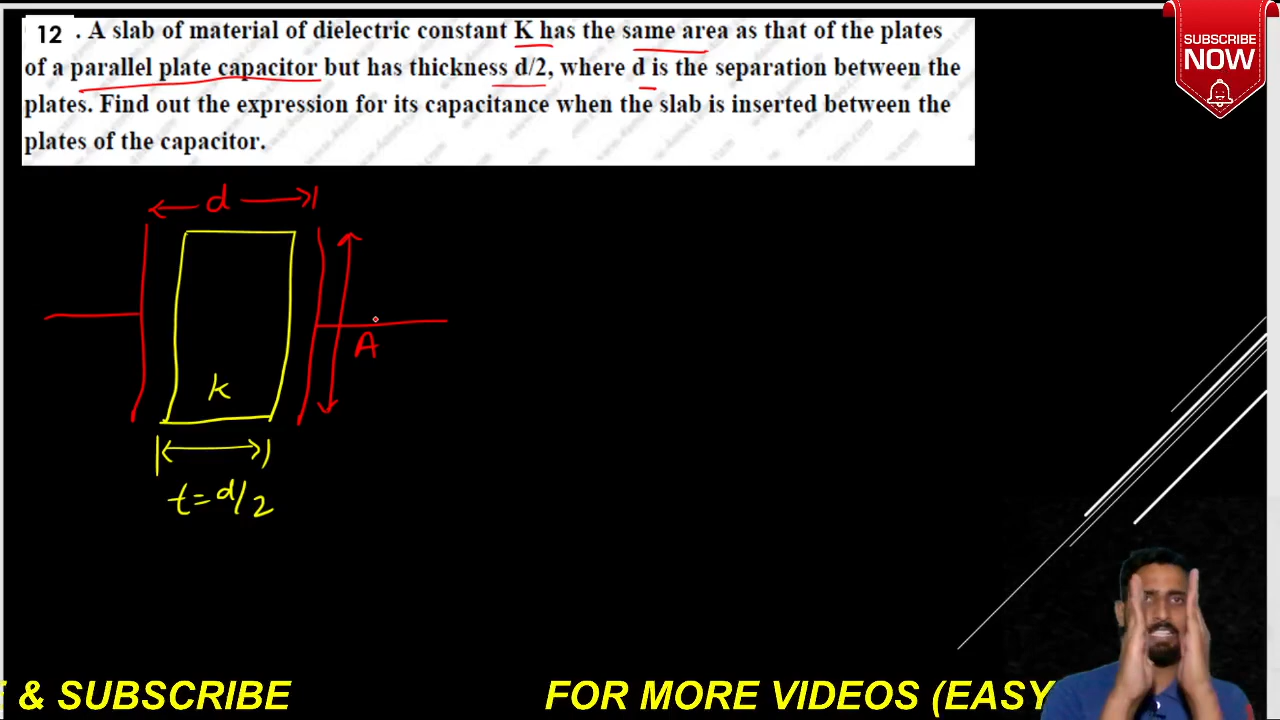 12 . A slab of material of dielectric constant K has the same area as that of the plates
of a parallel plate capacitor but has thickness d/2, where d is the separation between the
plates. Find out the expression for its capacitance when the slab is inserted between the
plates of the capacitor.
SUBSCRIBE
NOW
d
A
k
t = d/2
& SUBSCRIBE
FOR MORE VIDEOS (EASY